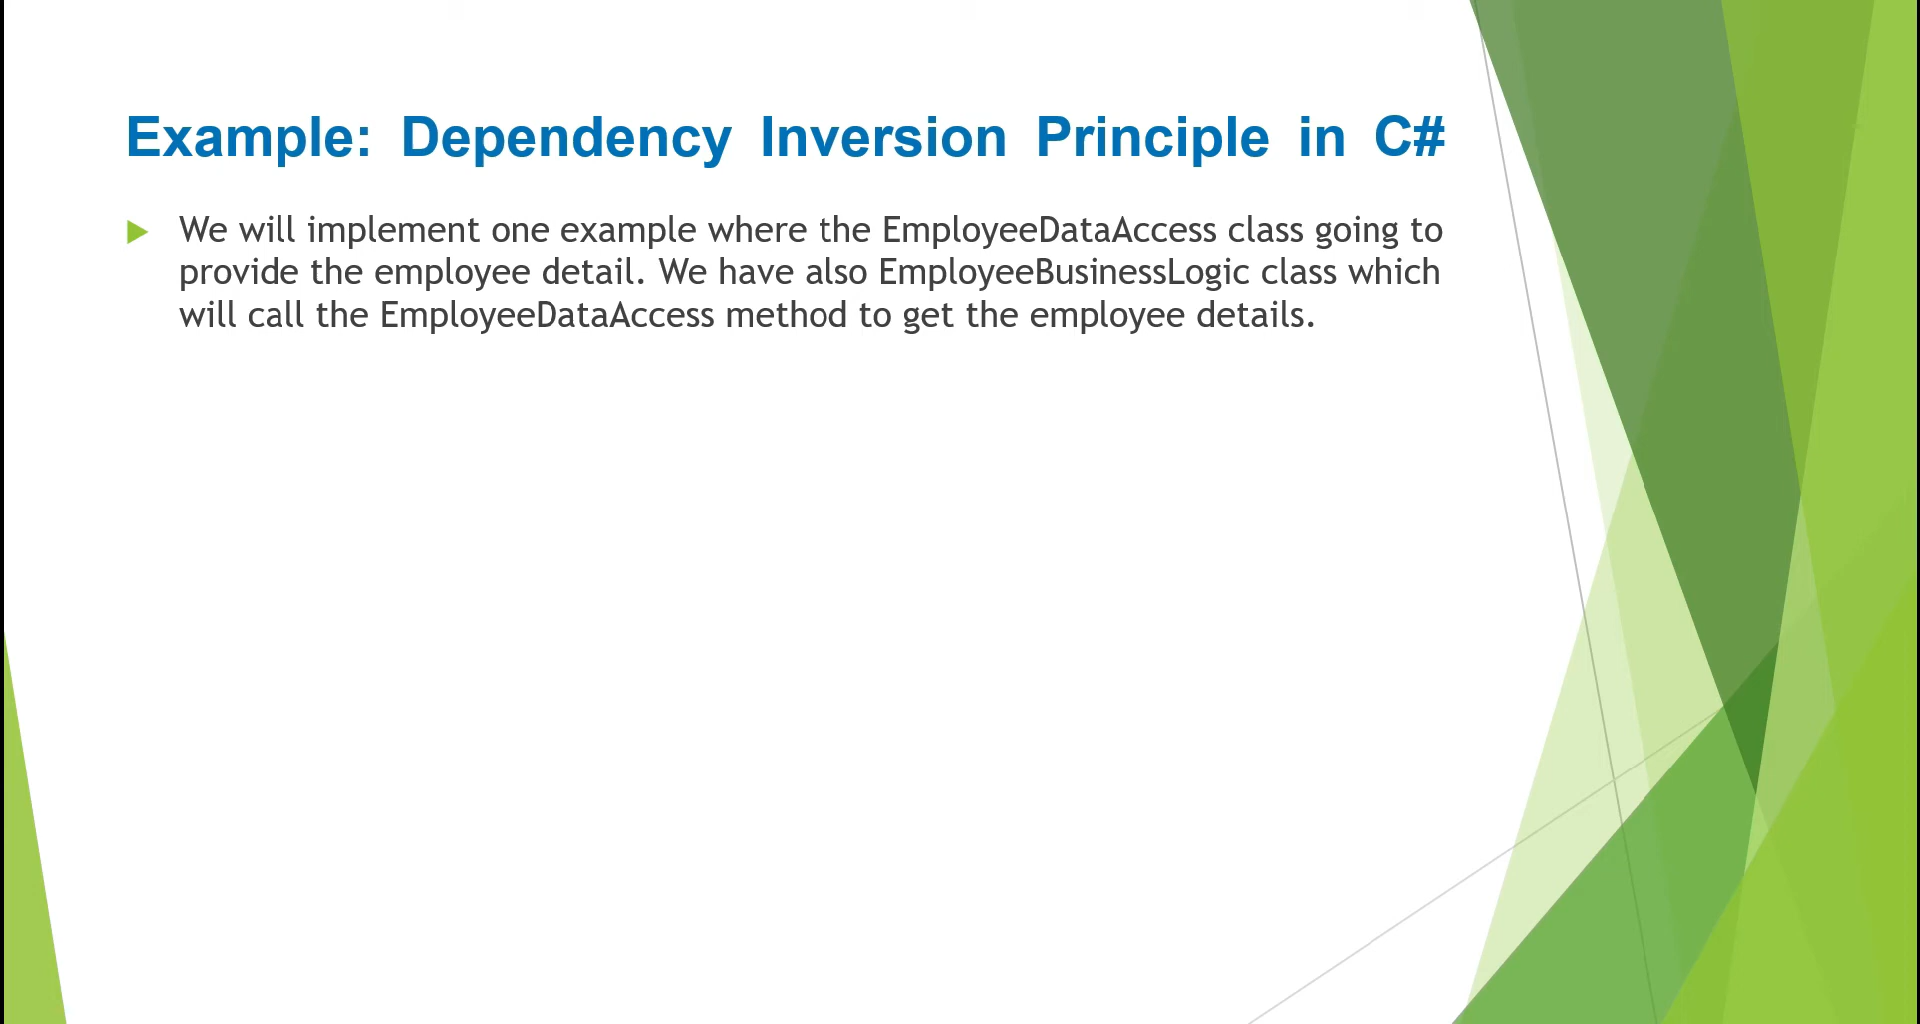 Example: Dependency Inversion Principle in C#
We will implement one example where the EmployeeDataAccess class going to
provide the employee detail. We have also EmployeeBusinessLogic class which
will call the EmployeeDataAccess method to get the employee details.